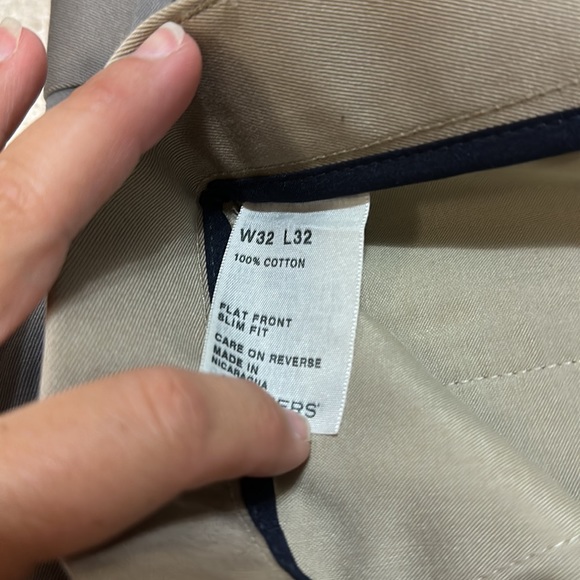 W32 L32
100% COTTON
FLAT FRONT
SLIM FIT
CARE ON REVERSE
MADE IN
NICARAGUA